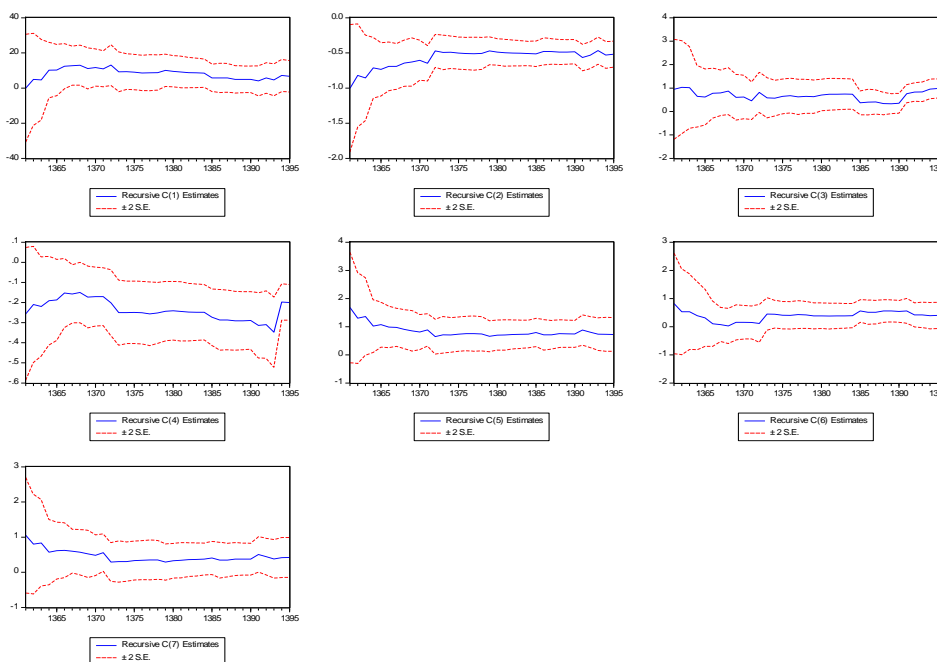 40
20
0
-20
-40
1365 1370 1375 1380 1385 1390 1395
Recursive C(1) Estimates
± 2 S.E.
0.0
-0.5
-1.0
-1.5
-2.0
1365 1370 1375 1380 1385 1390 1395
Recursive C(2) Estimates
± 2 S.E.
4
3
2
1
0
-1
-2
1365 1370 1375 1380 1385 1390
Recursive C(3) Estimates
± 2 S.E.
.1
.0
-.1
-.2
-.3
-.4
-.5
-.6
1365 1370 1375 1380 1385 1390 1395
Recursive C(4) Estimates
± 2 S.E.
4
3
2
1
0
-1
1365 1370 1375 1380 1385 1390 1395
Recursive C(5) Estimates
± 2 S.E.
3
2
1
0
-1
-2
1365 1370 1375 1380 1385 1390
Recursive C(6) Estimates
± 2 S.E.
3
2
1
0
-1
1365 1370 1375 1380 1385 1390 1395
Recursive C(7) Estimates
± 2 S.E.